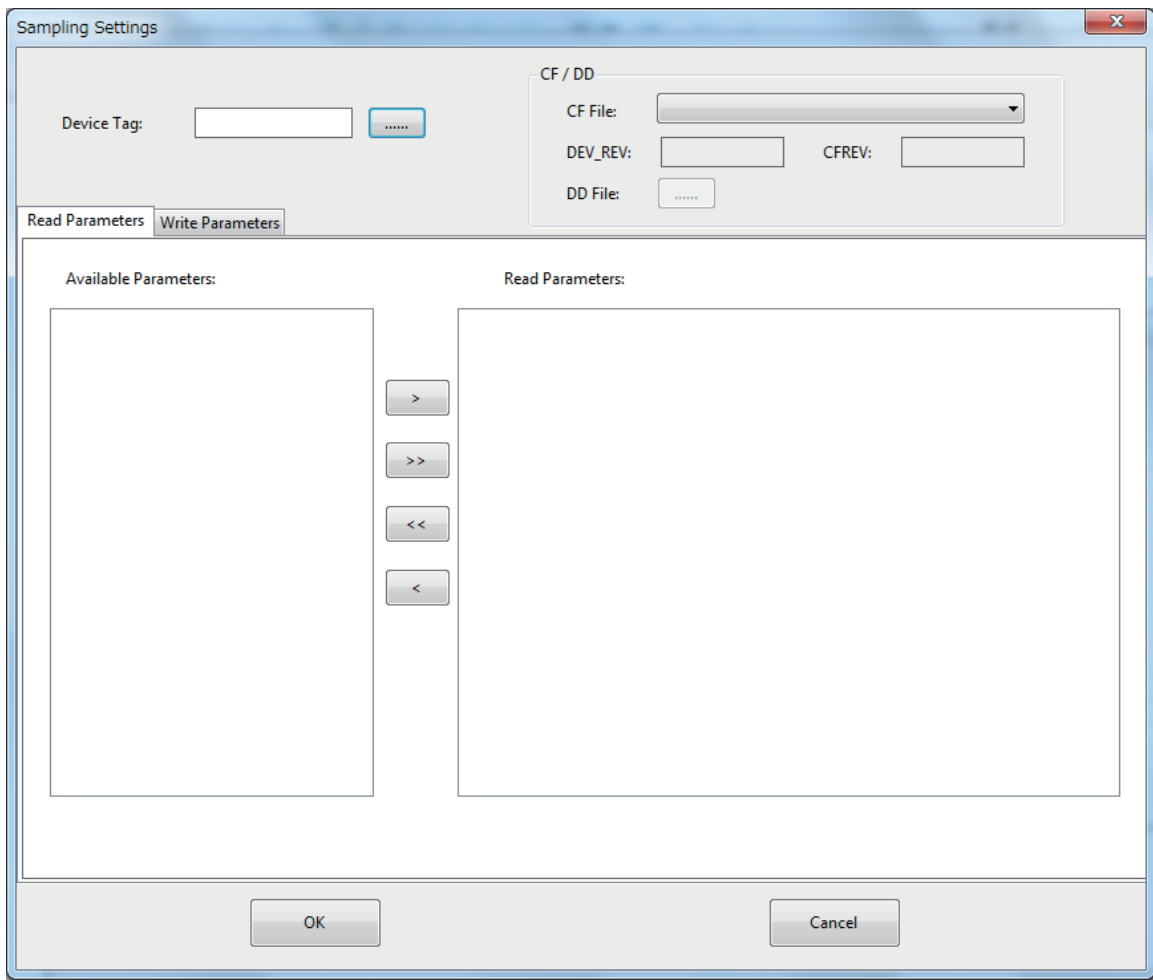 Sampling Settings
CF / DD
Device Tag:
......
CF File:
DEV_REV:
CFREV:
DD File:
......
Read Parameters
Write Parameters
Available Parameters:
Read Parameters:
>
>>
<<
<
OK
Cancel